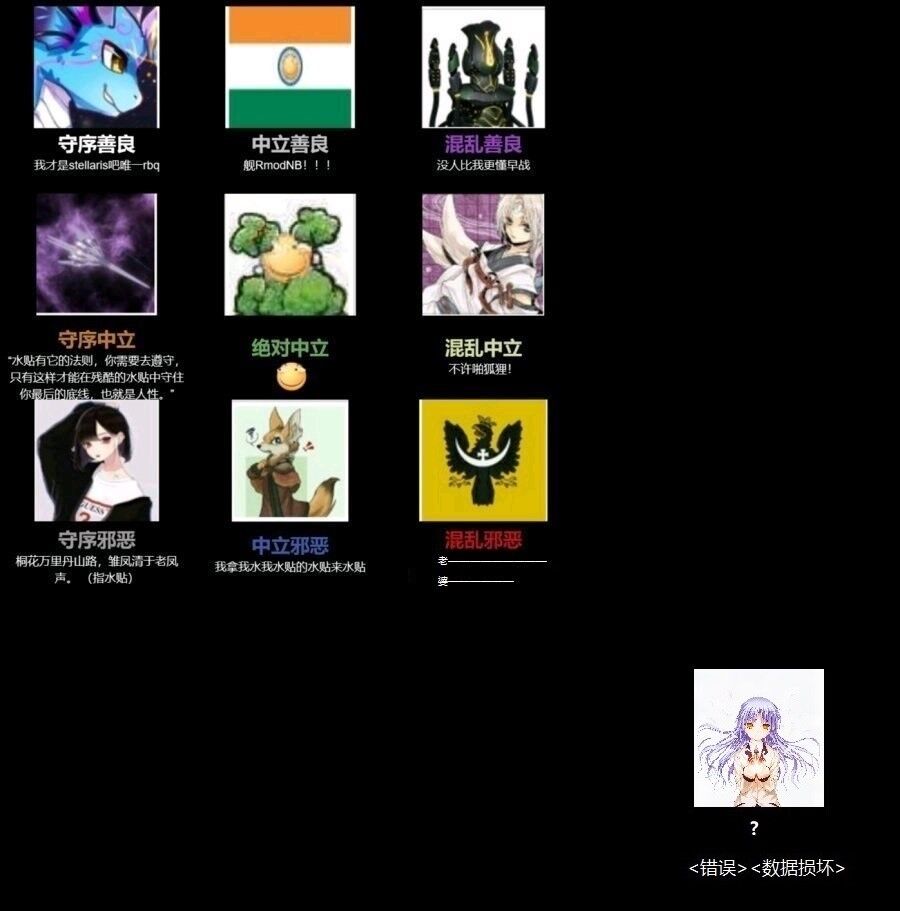 守序善良
我才是stellaris吧唯一rbq
中立善良
舰RmodNB！！！
混乱善良
没人比我更懂早战
守序中立
“水贴有它的法则，你需要去遵守，
只有这样才能在残酷的水贴中守住
你最后的底线，也就是人性。”
绝对中立
混乱中立
不许啪狐狸！
GUESS
?
守序邪恶
桐花万里丹山路，雏凤清于老凤
声。（指水贴）
中立邪恶
我拿我水我水贴的水贴来水贴
混乱邪恶
老——————————
婆———————
?
<错误><数据损坏>